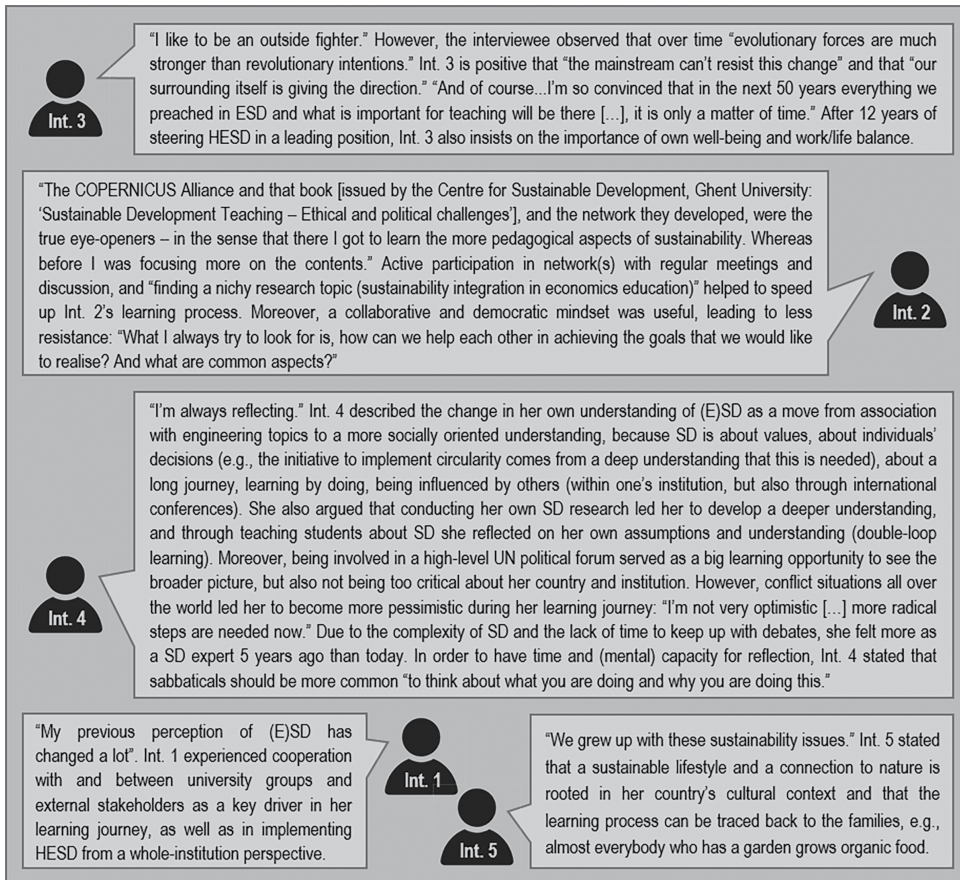 “I like to be an outside fighter.” However, the interviewee observed that over time “evolutionary forces are much
stronger than revolutionary intentions.” Int. 3 is positive that “the mainstream can’t resist this change” and that “our
surrounding itself is giving the direction.” “And of course...I’m so convinced that in the next 50 years everything we
preached in ESD and what is important for teaching will be there [...], it is only a matter of time.” After 12 years of
steering HESD in a leading position, Int. 3 also insists on the importance of own well-being and work/life balance.
Int. 3
“The COPERNICUS Alliance and that book [issued by the Centre for Sustainable Development, Ghent University:
‘Sustainable Development Teaching – Ethical and political challenges’], and the network they developed, were the
true eye-openers – in the sense that there I got to learn the more pedagogical aspects of sustainability. Whereas
before I was focusing more on the contents.” Active participation in network(s) with regular meetings and
discussion, and “finding a nichy research topic (sustainability integration in economics education)” helped to speed
up Int. 2’s learning process. Moreover, a collaborative and democratic mindset was useful, leading to less
resistance: “What I always try to look for is, how can we help each other in achieving the goals that we would like
to realise? And what are common aspects?”
Int. 2
“I’m always reflecting.” Int. 4 described the change in her own understanding of (E)SD as a move from association
with engineering topics to a more socially oriented understanding, because SD is about values, about individuals’
decisions (e.g., the initiative to implement circularity comes from a deep understanding that this is needed), about a
long journey, learning by doing, being influenced by others (within one’s institution, but also through international
conferences). She also argued that conducting her own SD research led her to develop a deeper understanding,
and through teaching students about SD she reflected on her own assumptions and understanding (double-loop
learning). Moreover, being involved in a high-level UN political forum served as a big learning opportunity to see the
broader picture, but also not being too critical about her country and institution. However, conflict situations all over
the world led her to become more pessimistic during her learning journey: “I’m not very optimistic [...] more radical
steps are needed now.” Due to the complexity of SD and the lack of time to keep up with debates, she felt more as
a SD expert 5 years ago than today. In order to have time and (mental) capacity for reflection, Int. 4 stated that
sabbaticals should be more common “to think about what you are doing and why you are doing this.”
Int. 4
“My previous perception of (E)SD has
changed a lot”. Int. 1 experienced cooperation
with and between university groups and
external stakeholders as a key driver in her
learning journey, as well as in implementing
HESD from a whole-institution perspective.
Int. 1
“We grew up with these sustainability issues.” Int. 5 stated
that a sustainable lifestyle and a connection to nature is
rooted in her country’s cultural context and that the
learning process can be traced back to the families, e.g.,
almost everybody who has a garden grows organic food.
Int. 5